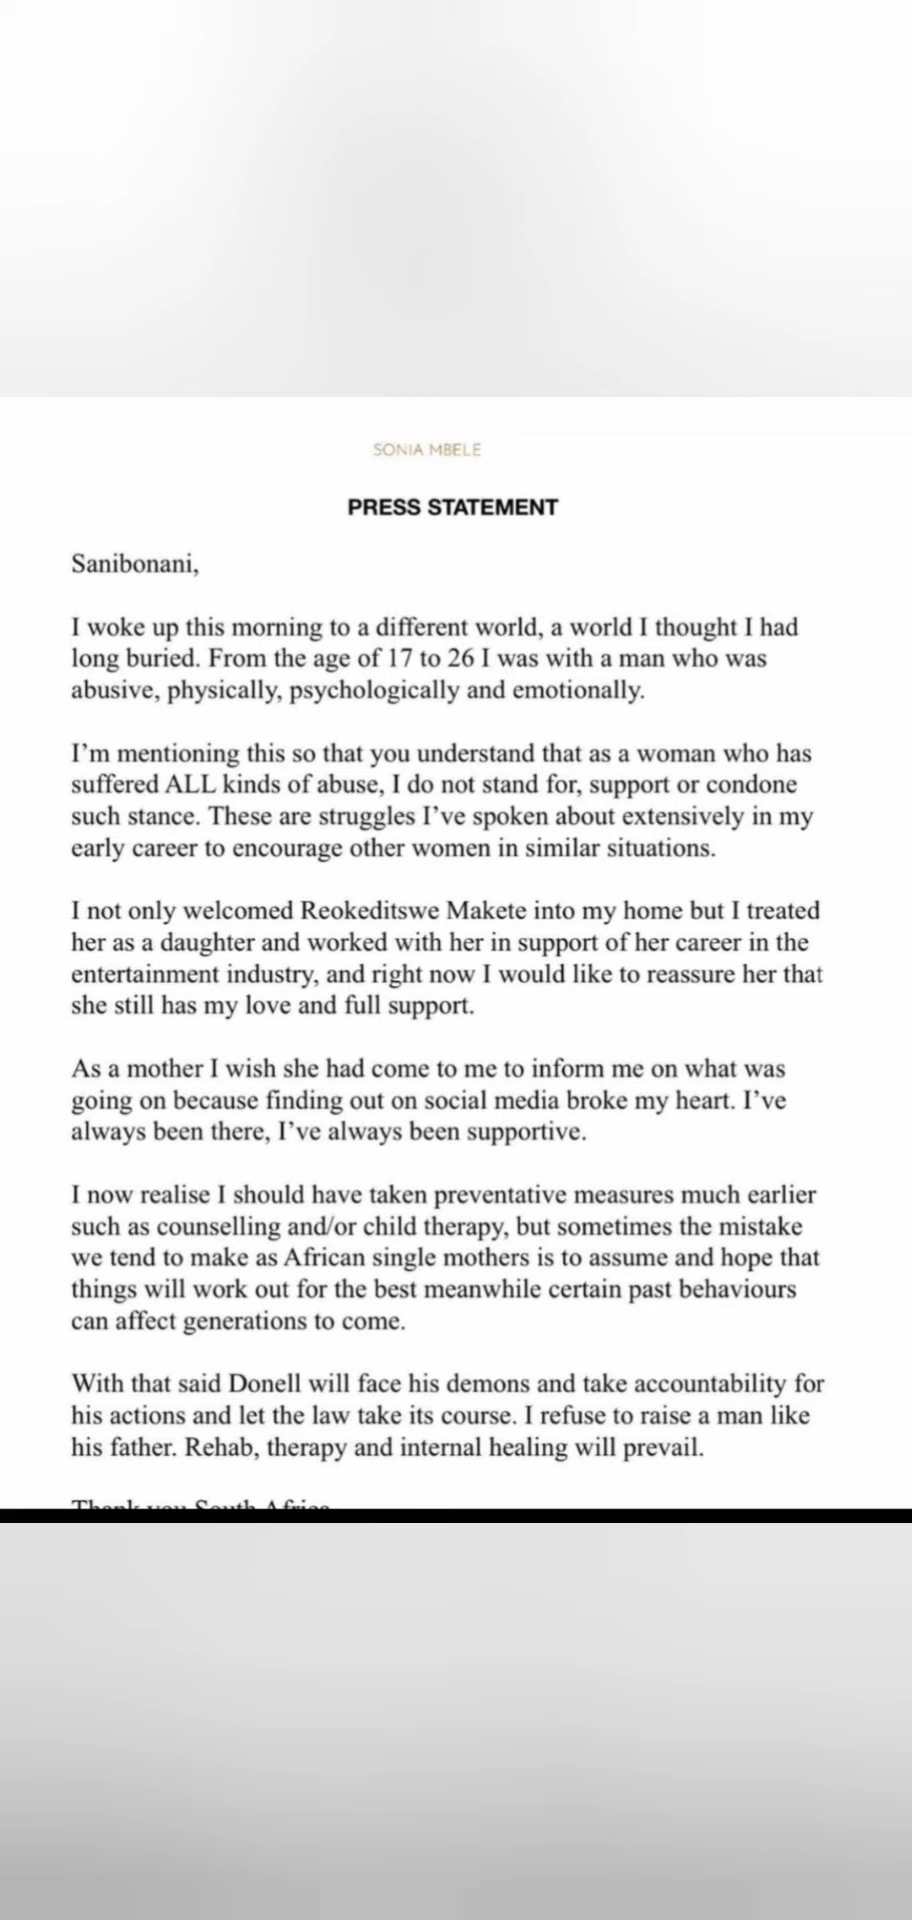 SONIA MBELE
PRESS STATEMENT
Sanibonani,
I woke up this morning to a different world, a world I thought I had
long buried. From the age of 17 to 26 I was with a man who was
abusive, physically, psychologically and emotionally.
I’m mentioning this so that you understand that as a woman who has
suffered ALL kinds of abuse, I do not stand for, support or condone
such stance. These are struggles I’ve spoken about extensively in my
early career to encourage other women in similar situations.
I not only welcomed Reokeditswe Makete into my home but I treated
her as a daughter and worked with her in support of her career in the
entertainment industry, and right now I would like to reassure her that
she still has my love and full support.
As a mother I wish she had come to me to inform me on what was
going on because finding out on social media broke my heart. I’ve
always been there, I’ve always been supportive.
I now realise I should have taken preventative measures much earlier
such as counselling and/or child therapy, but sometimes the mistake
we tend to make as African single mothers is to assume and hope that
things will work out for the best meanwhile certain past behaviours
can affect generations to come.
With that said Donell will face his demons and take accountability for
his actions and let the law take its course. I refuse to raise a man like
his father. Rehab, therapy and internal healing will prevail.
Thank you South Africa